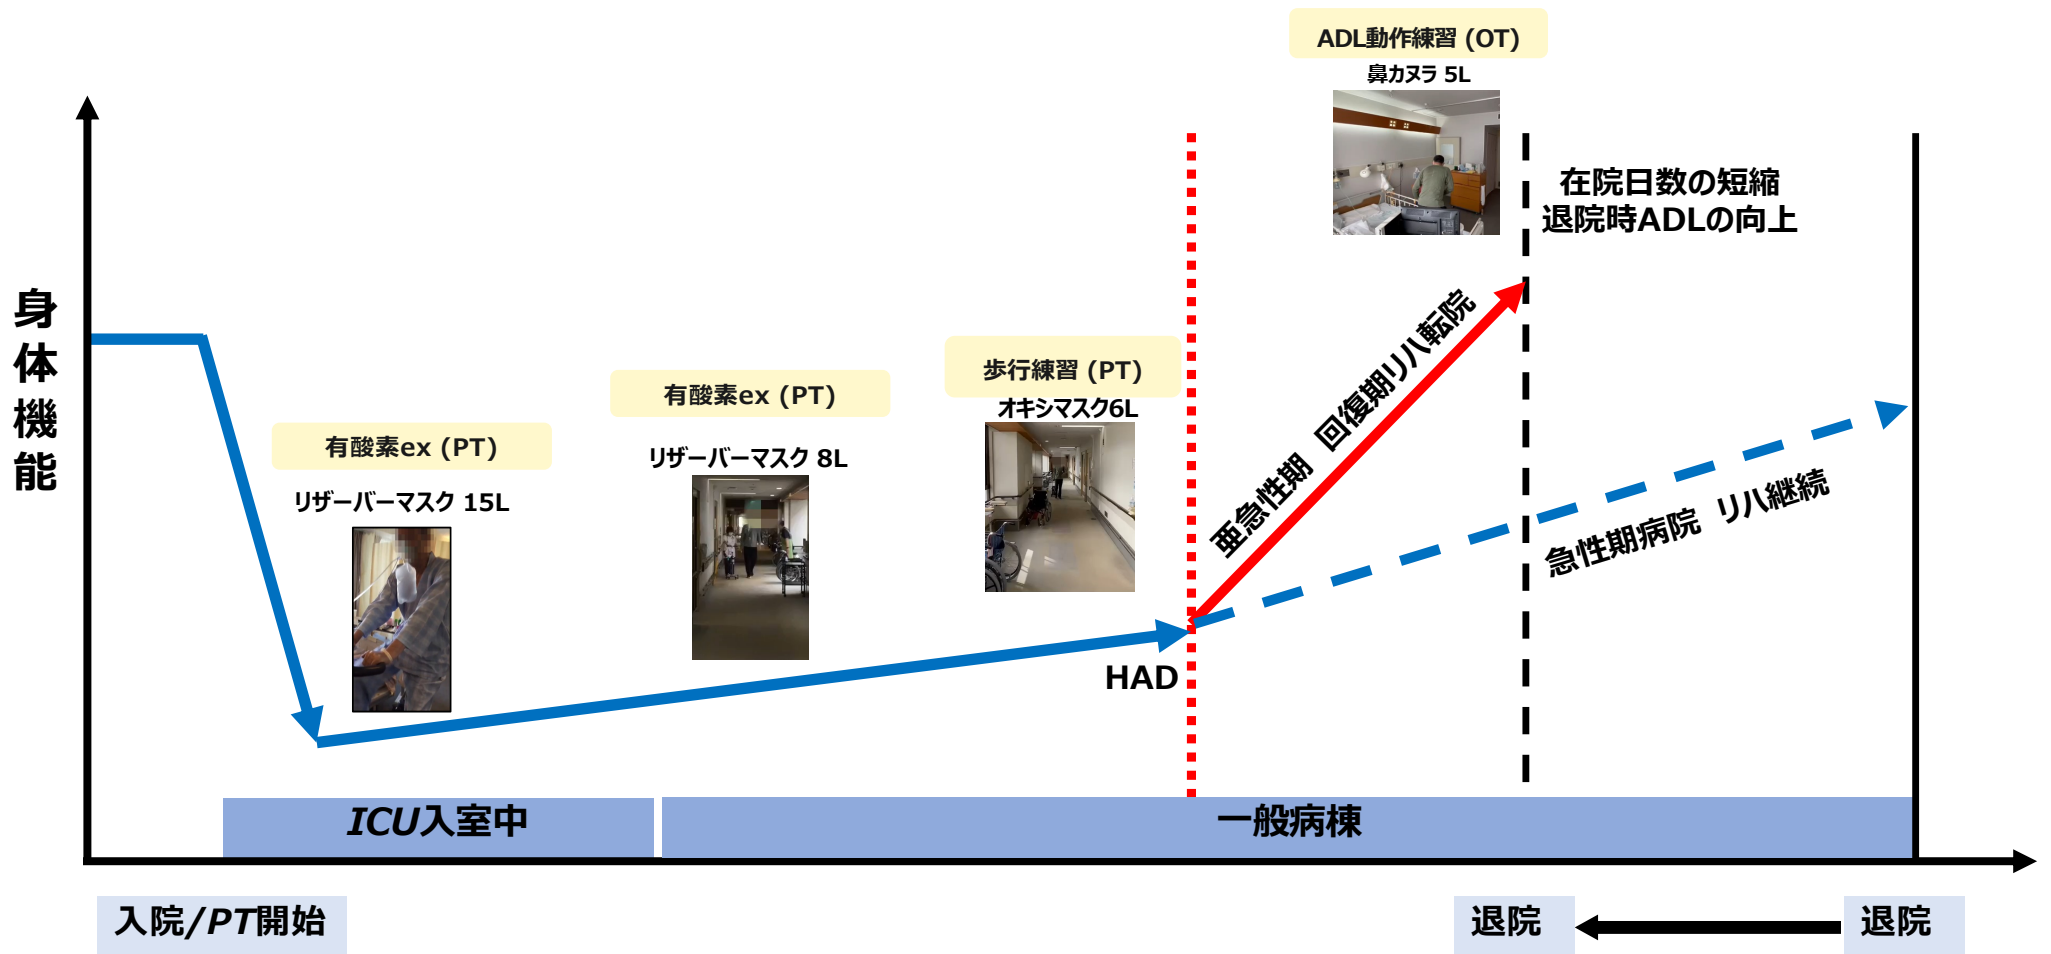 ADL動作練習 (OT)
鼻カヌラ 5L
在院日数の短縮
退院時ADLの向上
身体機能
歩行練習 (PT)
オキシマスク6L
有酸素ex (PT)
リザーバーマスク 8L
有酸素ex (PT)
リザーバーマスク 15L
亜急性期 回復期リハ転院
急性期病院 リハ継続
HAD
ICU入室中
一般病棟
入院/PT開始
退院
退院